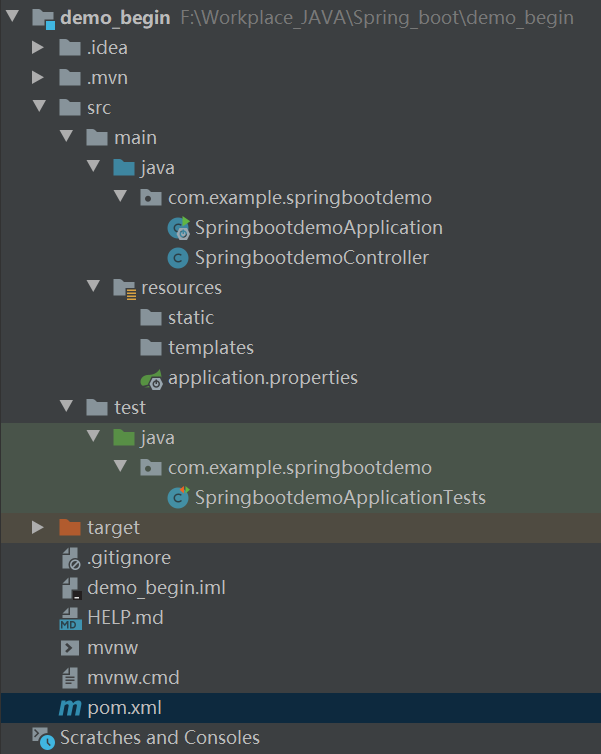 demo_begin F:\Workplace_JAVA\Spring_boot\demo_begin
.idea
.mvn
src
main
java
com.example.springbootdemo
SpringbootdemoApplication
SpringbootdemoController
resources
static
templates
application.properties
test
java
com.example.springbootdemo
SpringbootdemoApplicationTests
target
.gitignore
demo_begin.iml
HELP.md
mvnw
mvnw.cmd
pom.xml
Scratches and Consoles